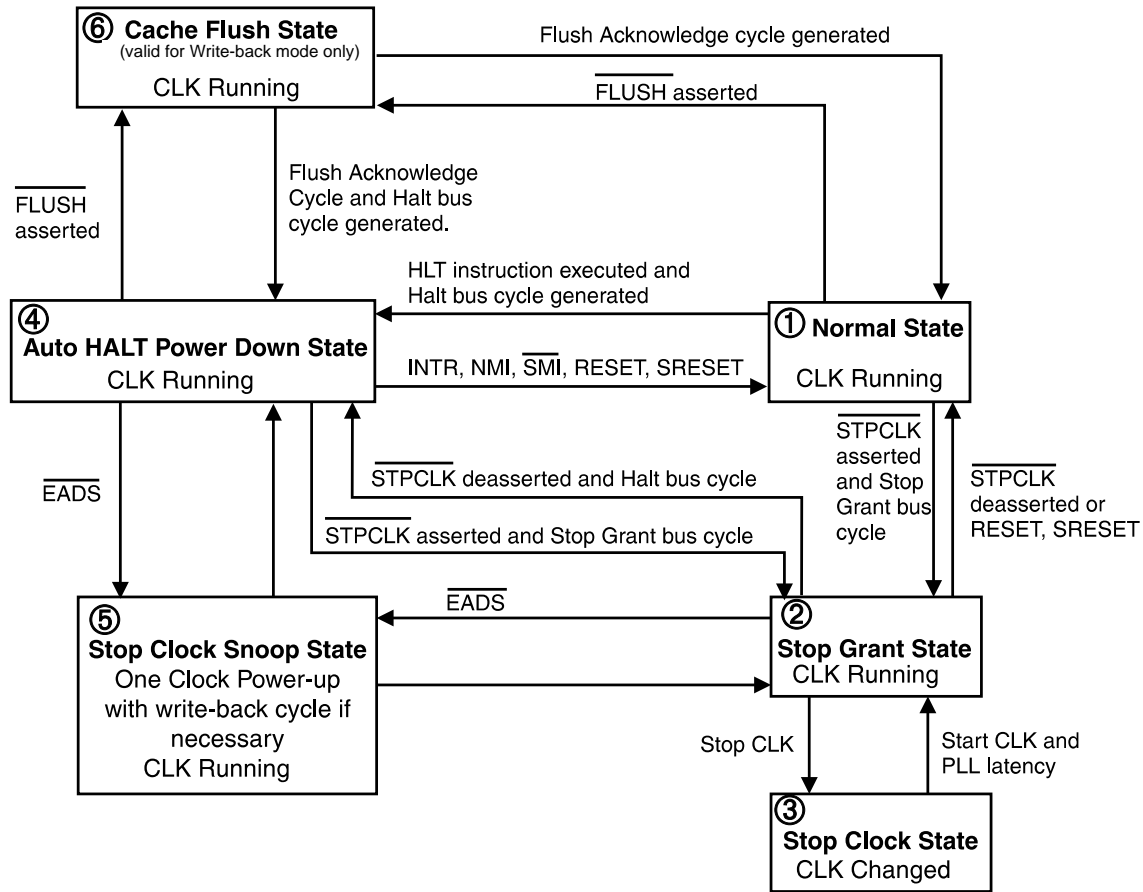 ⑥ Cache Flush State
(valid for Write-back mode only)
CLK Running
Flush Acknowledge cycle generated
FLUSH asserted
FLUSH
asserted
Flush Acknowledge
Cycle and Halt bus
cycle generated.
HLT instruction executed and
Halt bus cycle generated
④
Auto HALT Power Down State
CLK Running
① Normal State
CLK Running
INTR, NMI, SMI, RESET, SRESET
STPCLK
asserted
and Stop
Grant bus
cycle
STPCLK
deasserted or
RESET, SRESET
STPCLK deasserted and Halt bus cycle
EADS
STPCLK asserted and Stop Grant bus cycle
EADS
⑤
Stop Clock Snoop State
One Clock Power-up
with write-back cycle if
necessary
CLK Running
②
Stop Grant State
CLK Running
Stop CLK
Start CLK and
PLL latency
③
Stop Clock State
CLK Changed